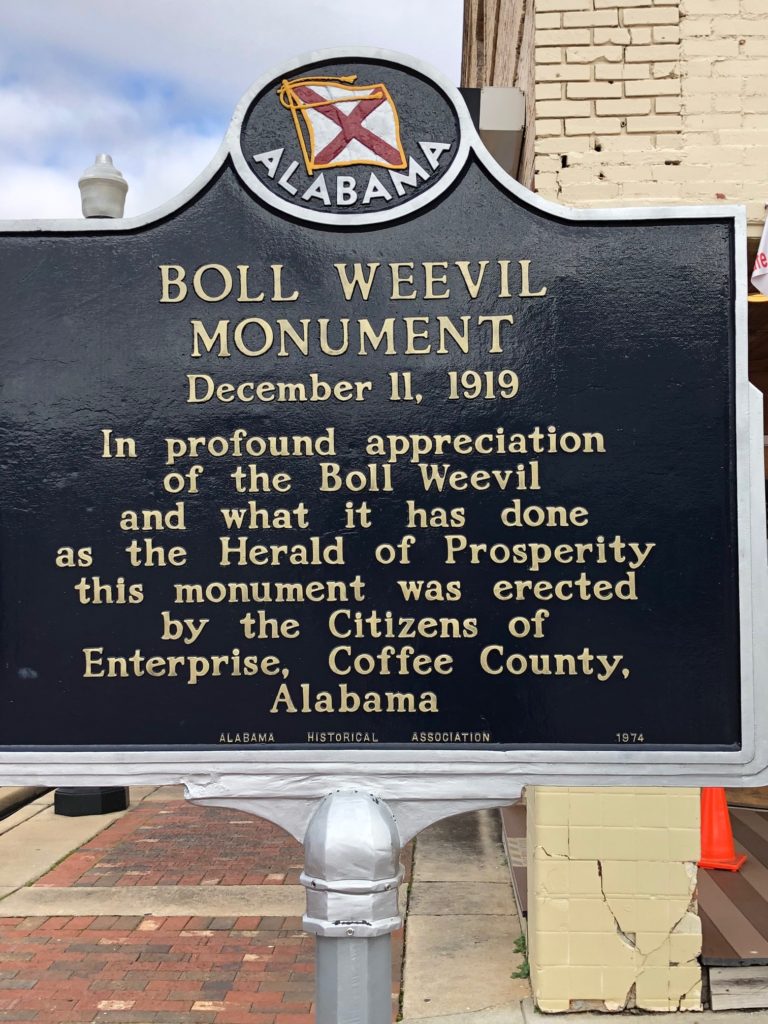 ALABAMA
BOLL WEEVIL
MONUMENT
December 11, 1919
In profound appreciation
of the Boll Weevil
and what it has done
as the Herald of Prosperity
this monument was erected
by the Citizens of
Enterprise, Coffee County,
Alabama
ALABAMA HISTORICAL ASSOCIATION 1974